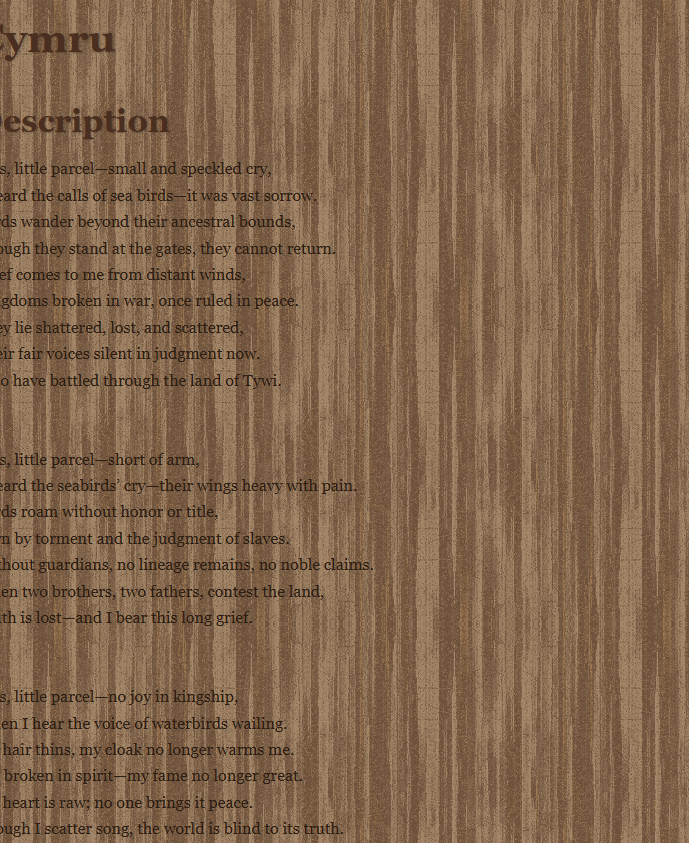 Cymru
Description
s, little parcel—small and speckled cry,
eard the calls of sea birds—it was vast sorrow.
rds wander beyond their ancestral bounds,
ough they stand at the gates, they cannot return.
ef comes to me from distant winds,
gdoms broken in war, once ruled in peace.
ey lie shattered, lost, and scattered,
eir fair voices silent in judgment now.
o have battled through the land of Tywi.
s, little parcel—short of arm,
eard the seabirds’ cry—their wings heavy with pain.
rds roam without honor or title,
rn by torment and the judgment of slaves.
thout guardians, no lineage remains, no noble claims.
en two brothers, two fathers, contest the land,
ith is lost—and I bear this long grief.
s, little parcel—no joy in kingship,
en I hear the voice of waterbirds wailing.
hair thins, my cloak no longer warms me.
broken in spirit—my fame no longer great.
heart is raw; no one brings it peace.
ough I scatter song, the world is blind to its truth.